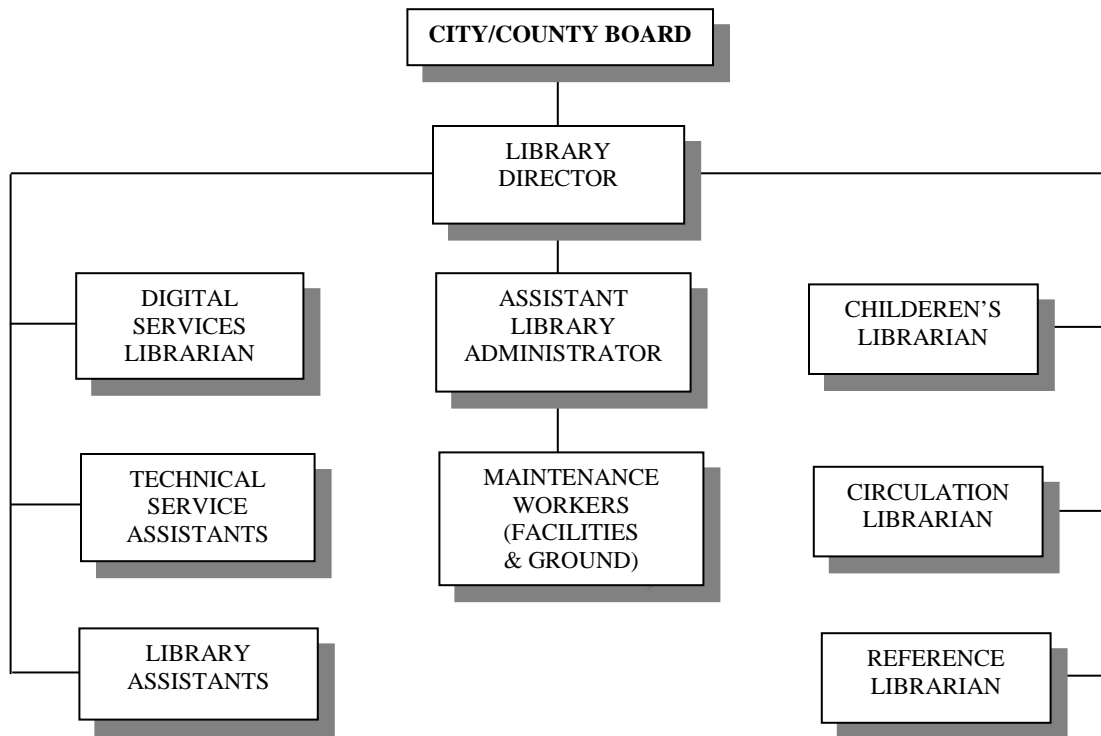 CITY/COUNTY BOARD
LIBRARY
DIRECTOR
DIGITAL
SERVICES
LIBRARIAN
ASSISTANT
LIBRARY
ADMINISTRATOR
CHILDEREN’S
LIBRARIAN
TECHNICAL
SERVICE
ASSISTANTS
MAINTENANCE
WORKERS
(FACILITIES
& GROUND)
CIRCULATION
LIBRARIAN
LIBRARY
ASSISTANTS
REFERENCE
LIBRARIAN